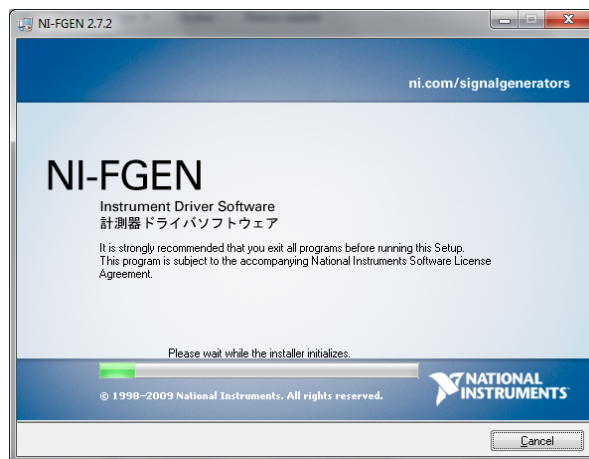 NI-FGEN 2.7.2
ni.com/signalgenerators
NI-FGEN
Instrument Driver Software
計測器ドライバソフトウェア
It is strongly recommended that you exit all programs before running this Setup.
This program is subject to the accompanying National Instruments Software License
Agreement.
Please wait while the installer initializes.
© 1998–2009 National Instruments. All rights reserved.
NATIONAL
INSTRUMENTS
Cancel